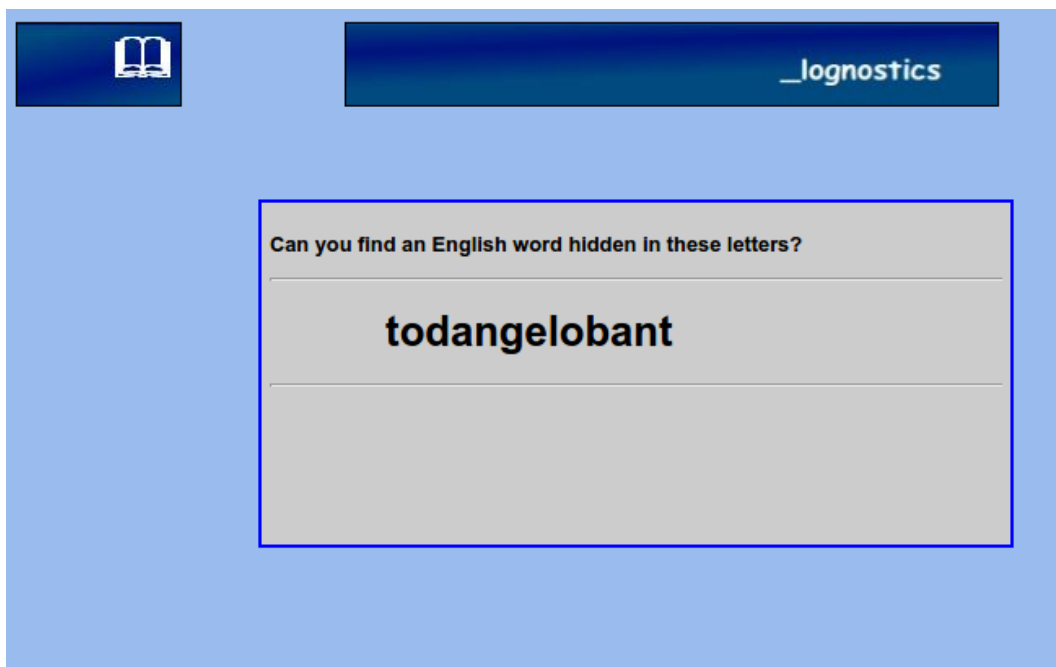 _lognostics
Can you find an English word hidden in these letters?
todangelobant